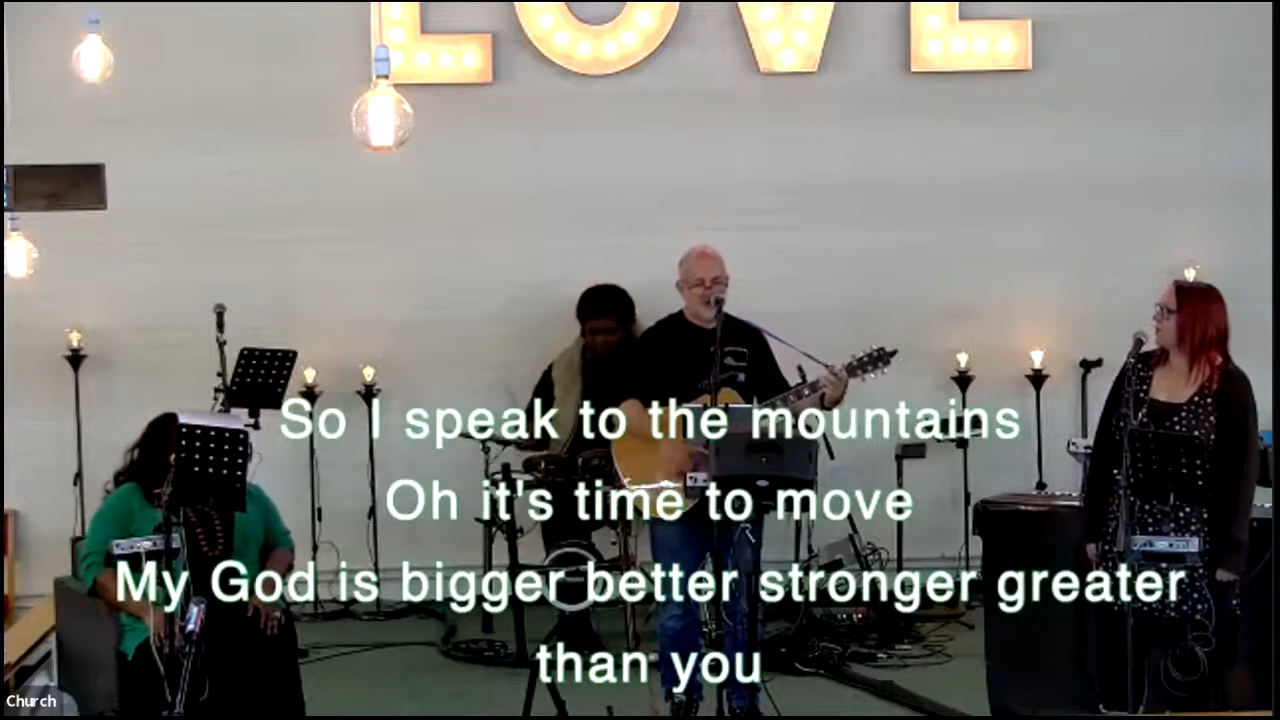 LOVE
So I speak to the mountains
Oh it's time to move
My God is bigger better stronger greater
than you
Church